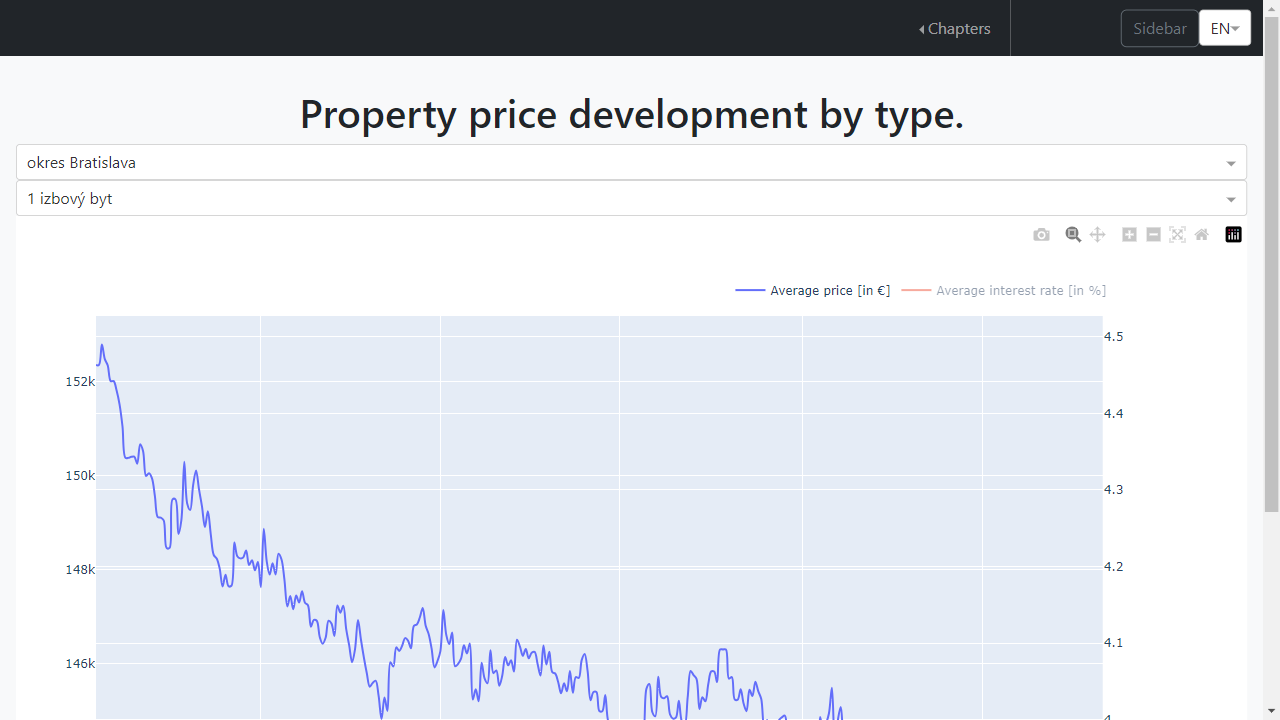 Chapters
Sidebar
EN
Property price development by type.
okres Bratislava
1 izbový byt
Average price [in €]
Average interest rate [in %]
4.5
152k
4.4
150k
4.3
148k
4.2
4.1
146k
4